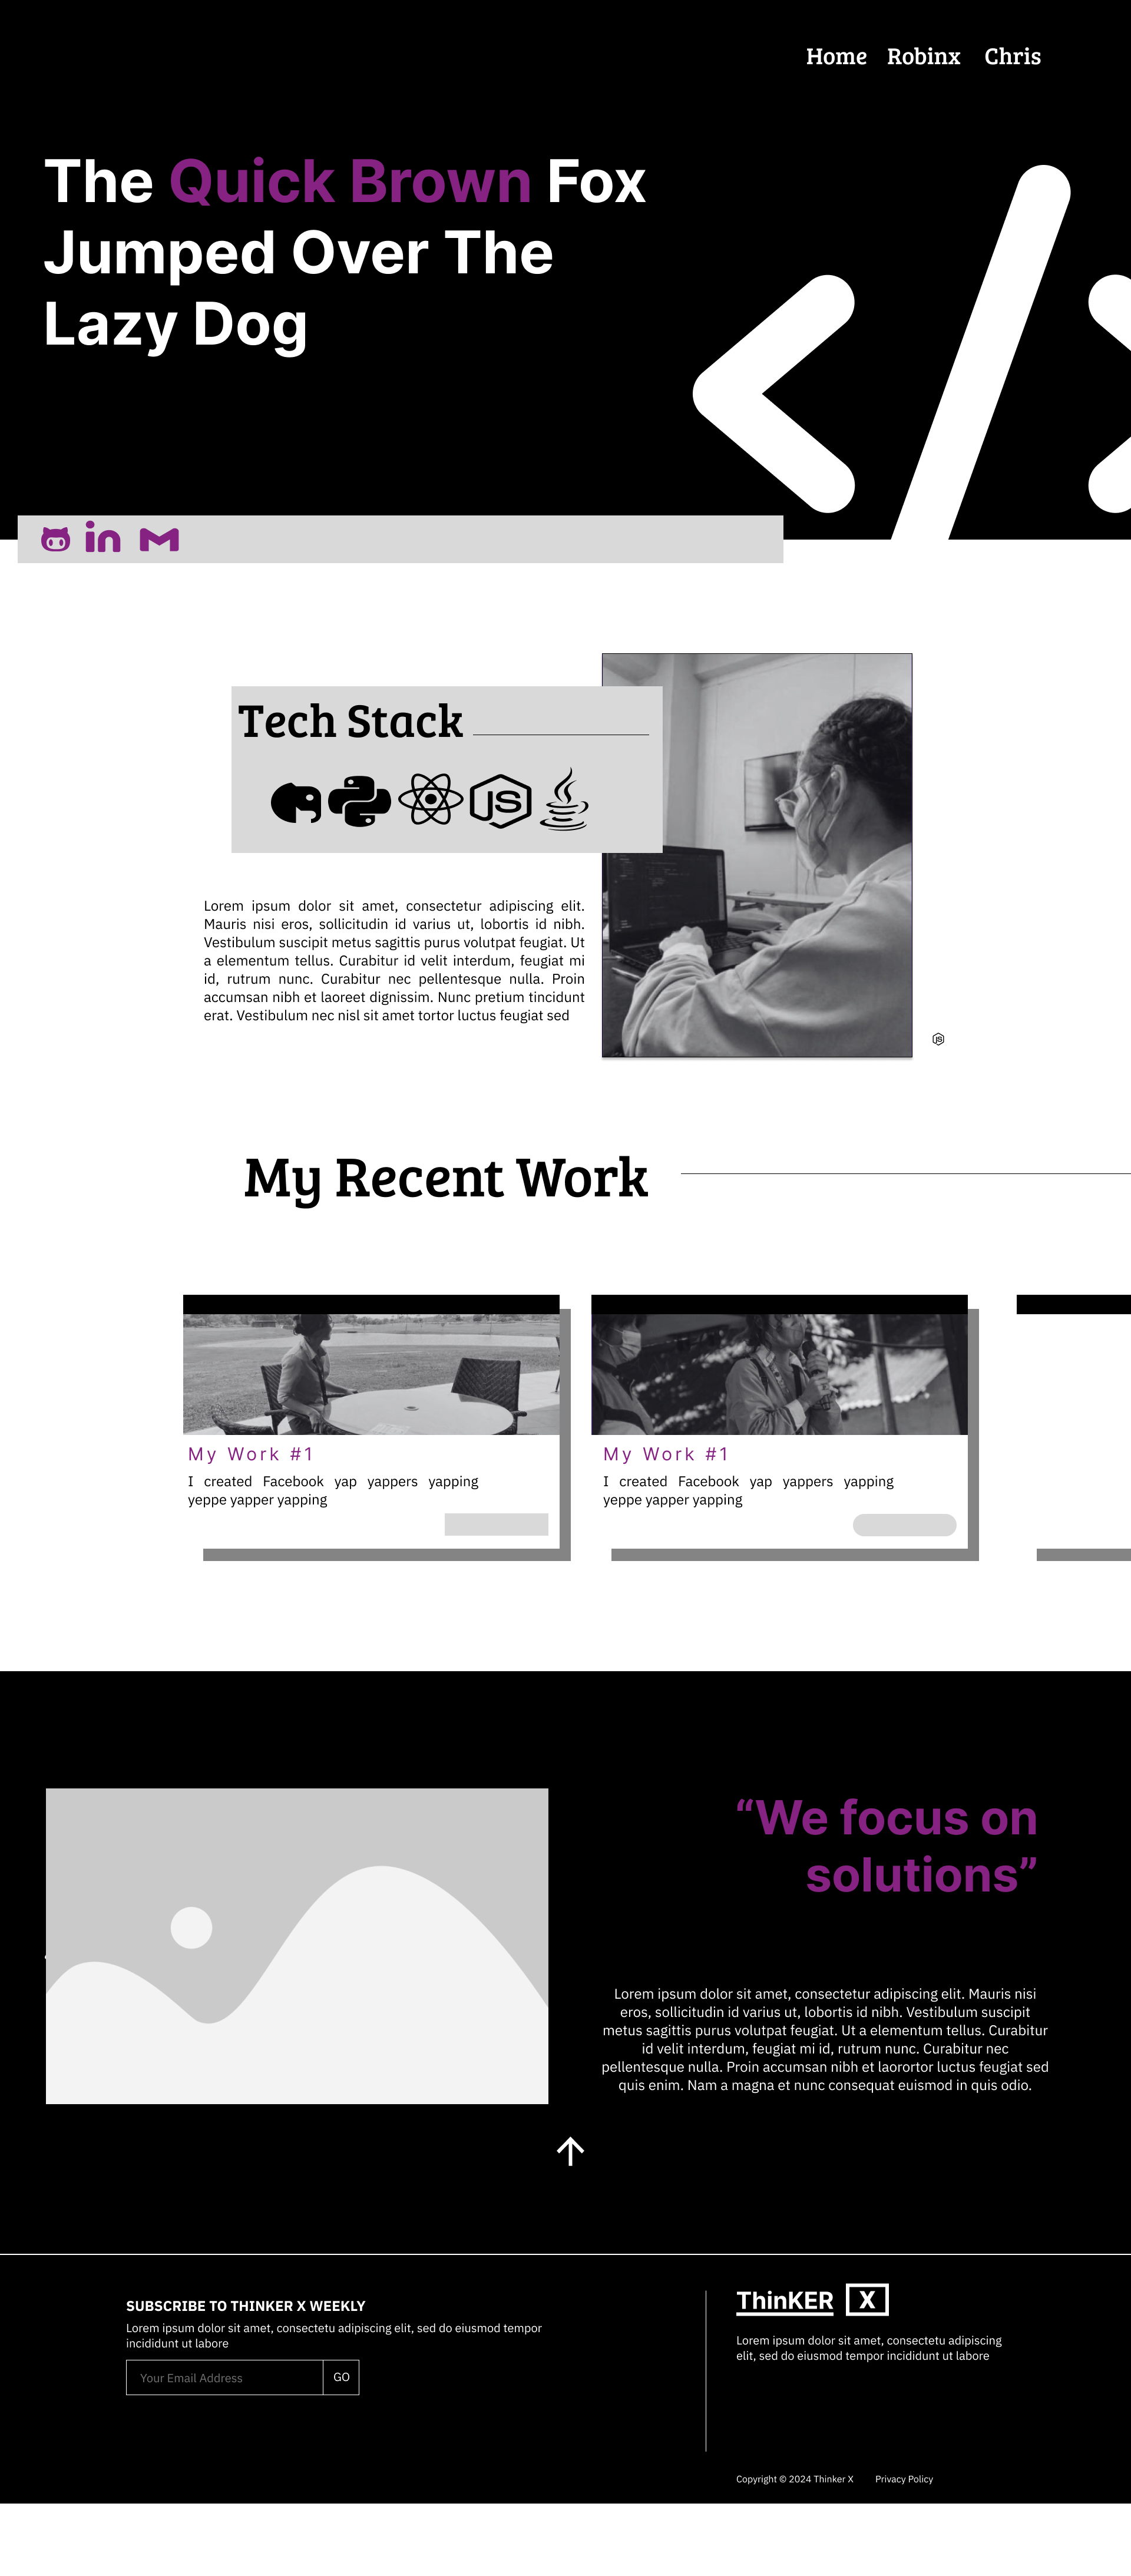 Home Robinx Chris
The Quick Brown Fox
Jumped Over The
Lazy Dog
in
Tech Stack
JS
Lorem ipsum dolor sit amet, consectetur adipiscing elit.
Mauris nisi eros, sollicitudin id varius ut, lobortis id nibh.
Vestibulum suscipit metus sagittis purus volutpat feugiat. Ut
a elementum tellus. Curabitur id velit interdum, feugiat mi
id, rutrum nunc. Curabitur nec pellentesque nulla. Proin
accumsan nibh et laoreet dignissim. Nunc pretium tincidunt
erat. Vestibulum nec nisl sit amet tortor luctus feugiat sed
JS
My Recent Work
My Work #1
I created Facebook yap yappers yapping
yeppe yapper yapping
My Work #1
I created Facebook yap yappers yapping
yeppe yapper yapping
“We focus on
solutions”
Lorem ipsum dolor sit amet, consectetur adipiscing elit. Mauris nisi
eros, sollicitudin id varius ut, lobortis id nibh. Vestibulum suscipit
metus sagittis purus volutpat feugiat. Ut a elementum tellus. Curabitur
id velit interdum, feugiat mi id, rutrum nunc. Curabitur nec
pellentesque nulla. Proin accumsan nibh et laorortor luctus feugiat sed
quis enim. Nam a magna et nunc consequat euismod in quis odio.
SUBSCRIBE TO THINKER X WEEKLY
Lorem ipsum dolor sit amet, consectetu adipiscing elit, sed do eiusmod tempor
incididunt ut labore
Your Email Address GO
ThinKER X
Lorem ipsum dolor sit amet, consectetu adipiscing
elit, sed do eiusmod tempor incididunt ut labore
Copyright © 2024 Thinker X Privacy Policy